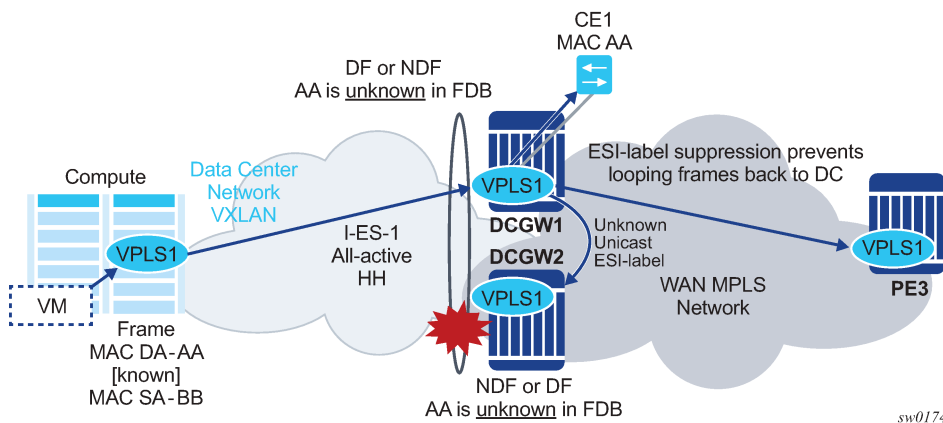 CE1
MAC AA
DF or NDF
AA is unknown in FDB
ESI-label suppression prevents
looping frames back to DC
Compute
Data Center
Network
VXLAN
VPLS1
DCGW1
Unknown
Unicast
ESI-label
I-ES-1
All-active
HH
VPLS1
VPLS1
PE3
DCGW2
VPLS1
WAN MPLS
Network
VM
Frame
MAC DA-AA
[known]
MAC SA-BB
NDF or DF
AA is unknown in FDB
sw0174